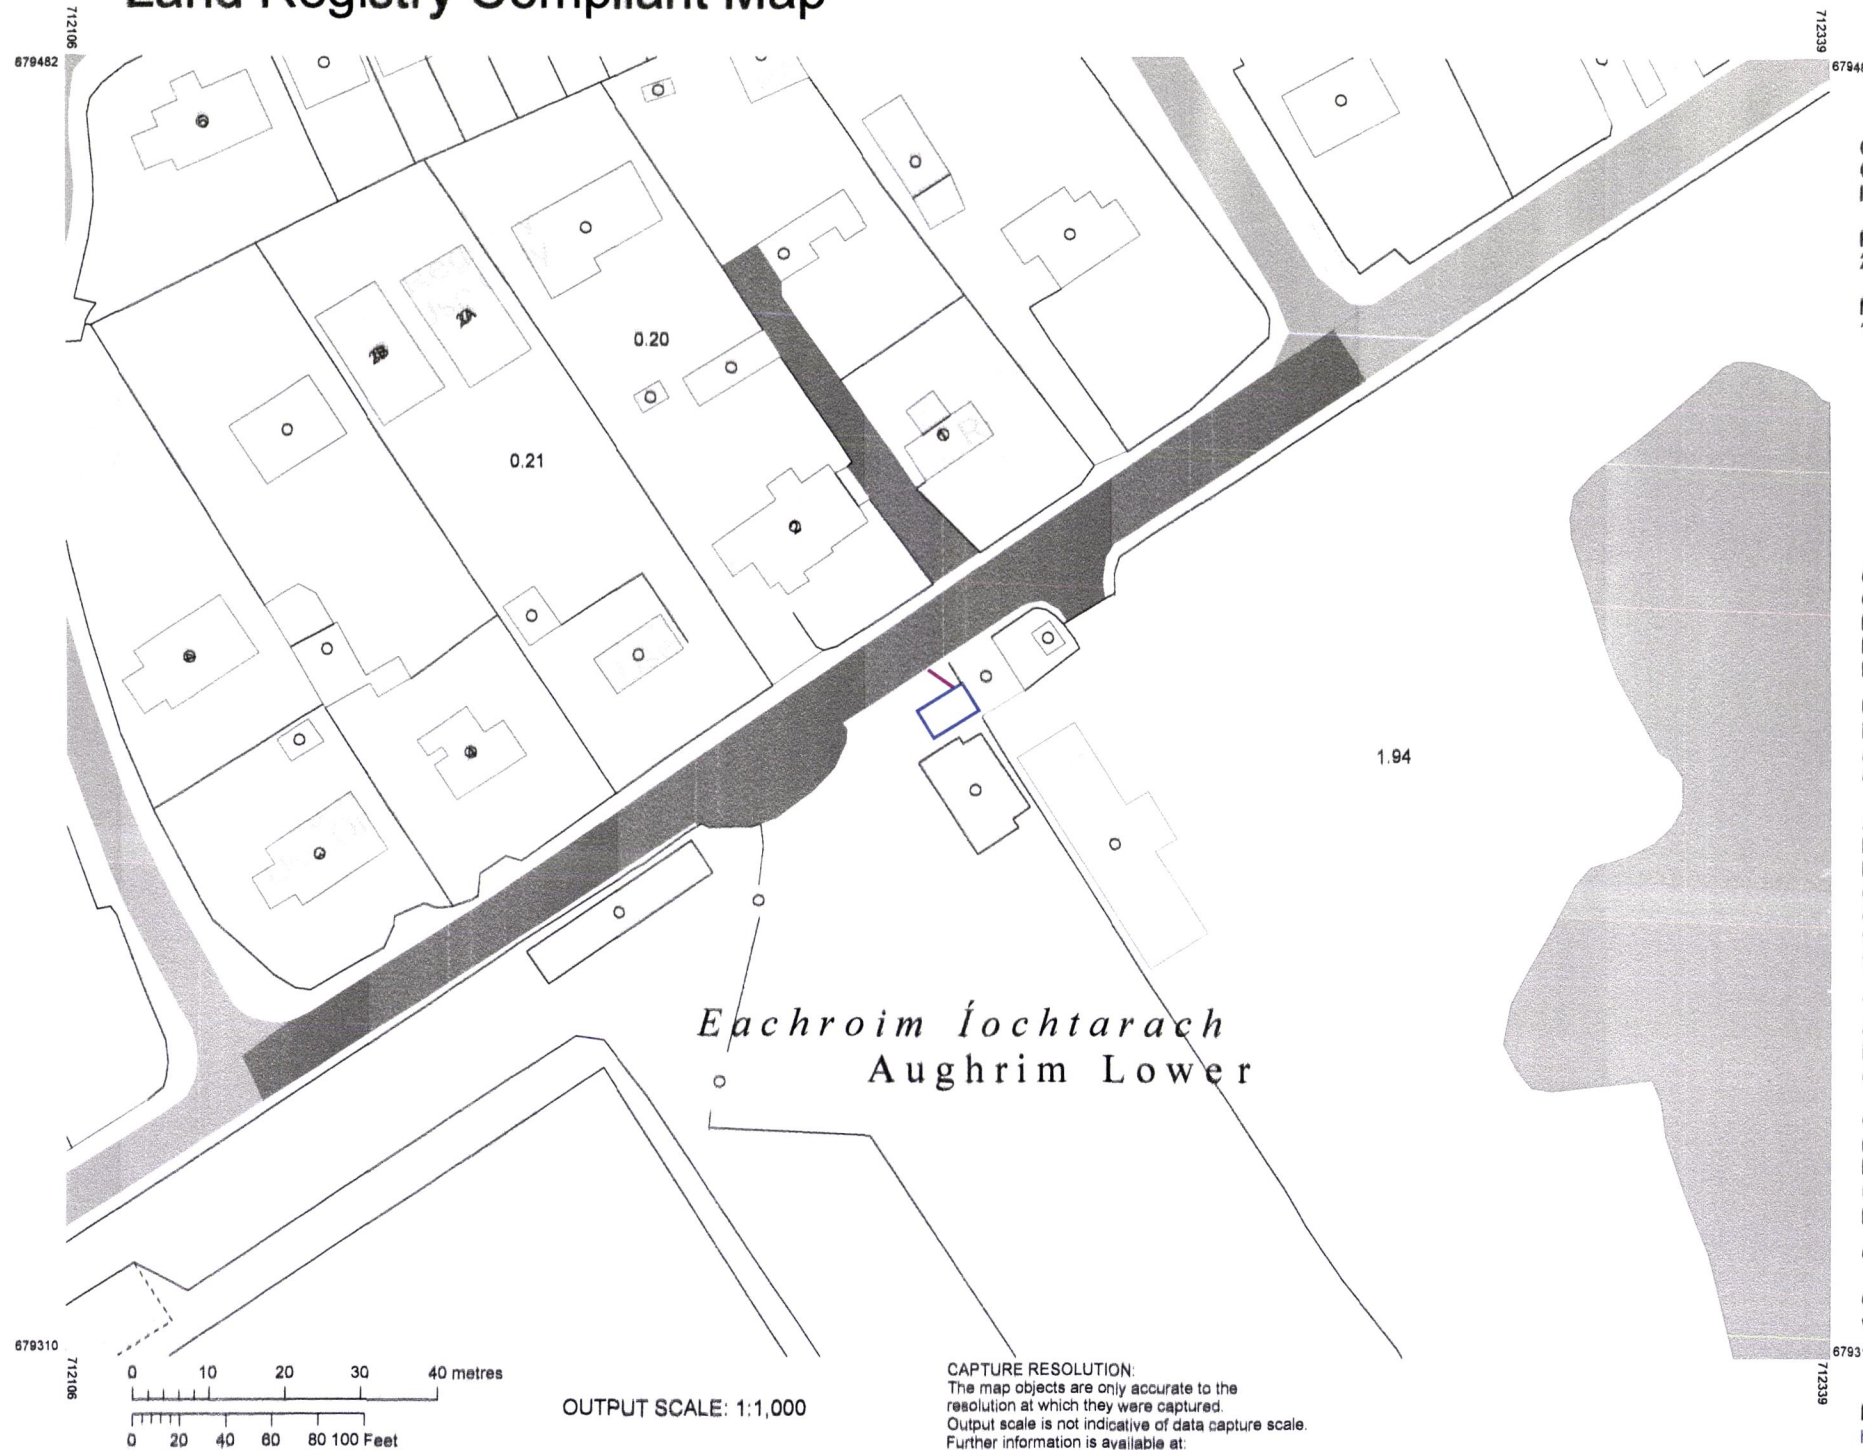 Land Registry Compliant Map
712106
712339
679482
0.20
2B
2A
0.21
1.94
Eachroim Íochtarach
Aughrim Lower
679310
712106
712339
0 10 20 30 40 metres
0 20 40 60 80 100 Feet
OUTPUT SCALE: 1:1,000
CAPTURE RESOLUTION:
The map objects are only accurate to the
resolution at which they were captured.
Output scale is not indicative of data capture scale.
Further information is available at: